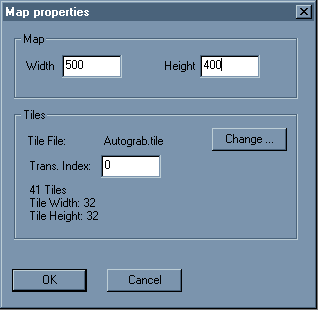 Map properties
Map
Width 500 Height 400
Tiles
Tile File: Autograb.tile Change ...
Trans. Index: 0
41 Tiles
Tile Width: 32
Tile Height: 32
OK Cancel